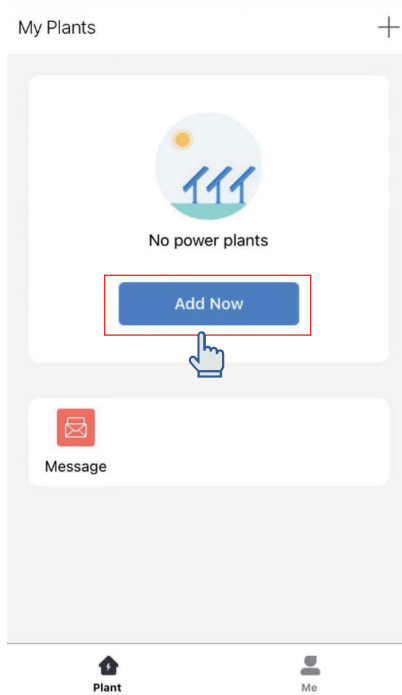 My Plants
No power plants
Add Now
Message
Plant
Me